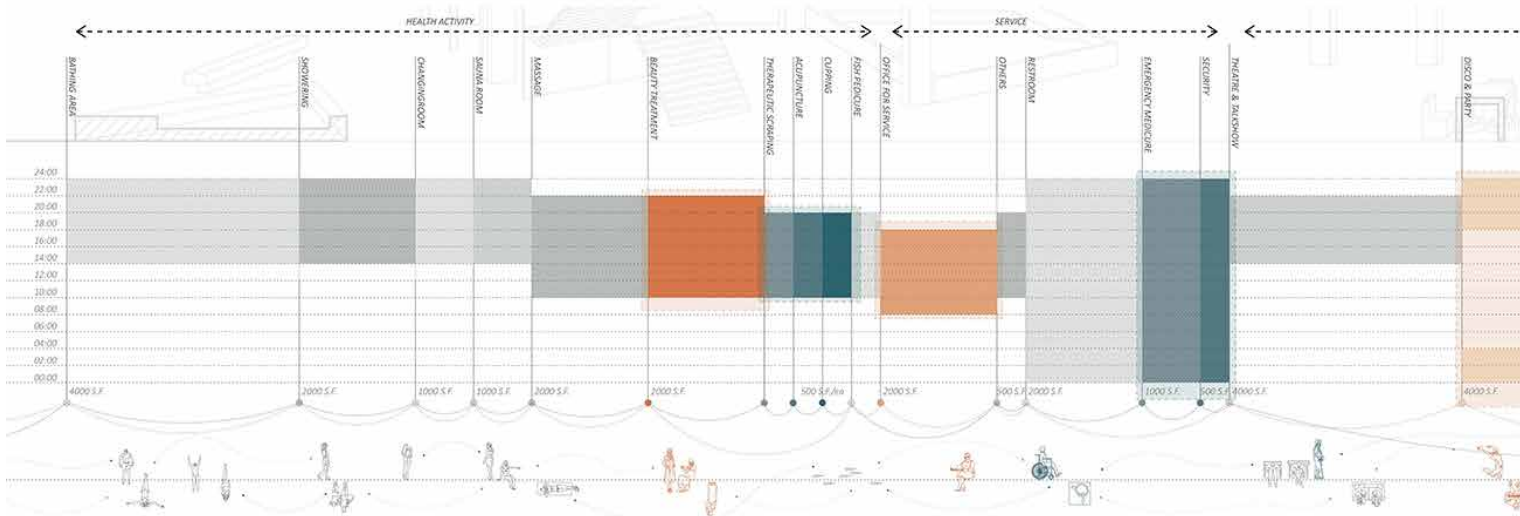 HEALTH ACTIVITY
SERVICE
BATHING AREA
SHOWERING
CHANGINGROOM
SAUNA ROOM
MASSAGE
BEAUTY TREATMENT
THERAPEUTIC SCRAPING
ACUPUNCTURE
CUPPING
FISH PEDICURE
OFFICE FOR SERVICE
OTHERS
RESTROOM
EMERGENCY MEDICURE
SECURITY
THEATRE & TALKSHOW
DISCO & PARTY
24:00
22:00
20:00
18:00
16:00
14:00
12:00
10:00
08:00
06:00
04:00
02:00
00:00
4000 S.F.
2000 S.F.
1000 S.F.
1000 S.F.
2000 S.F.
2000 S.F.
500 S.F./ea
2000 S.F.
500 S.F.
2000 S.F.
1000 S.F.
500 S.F.
4000 S.F.
4000 S.F.